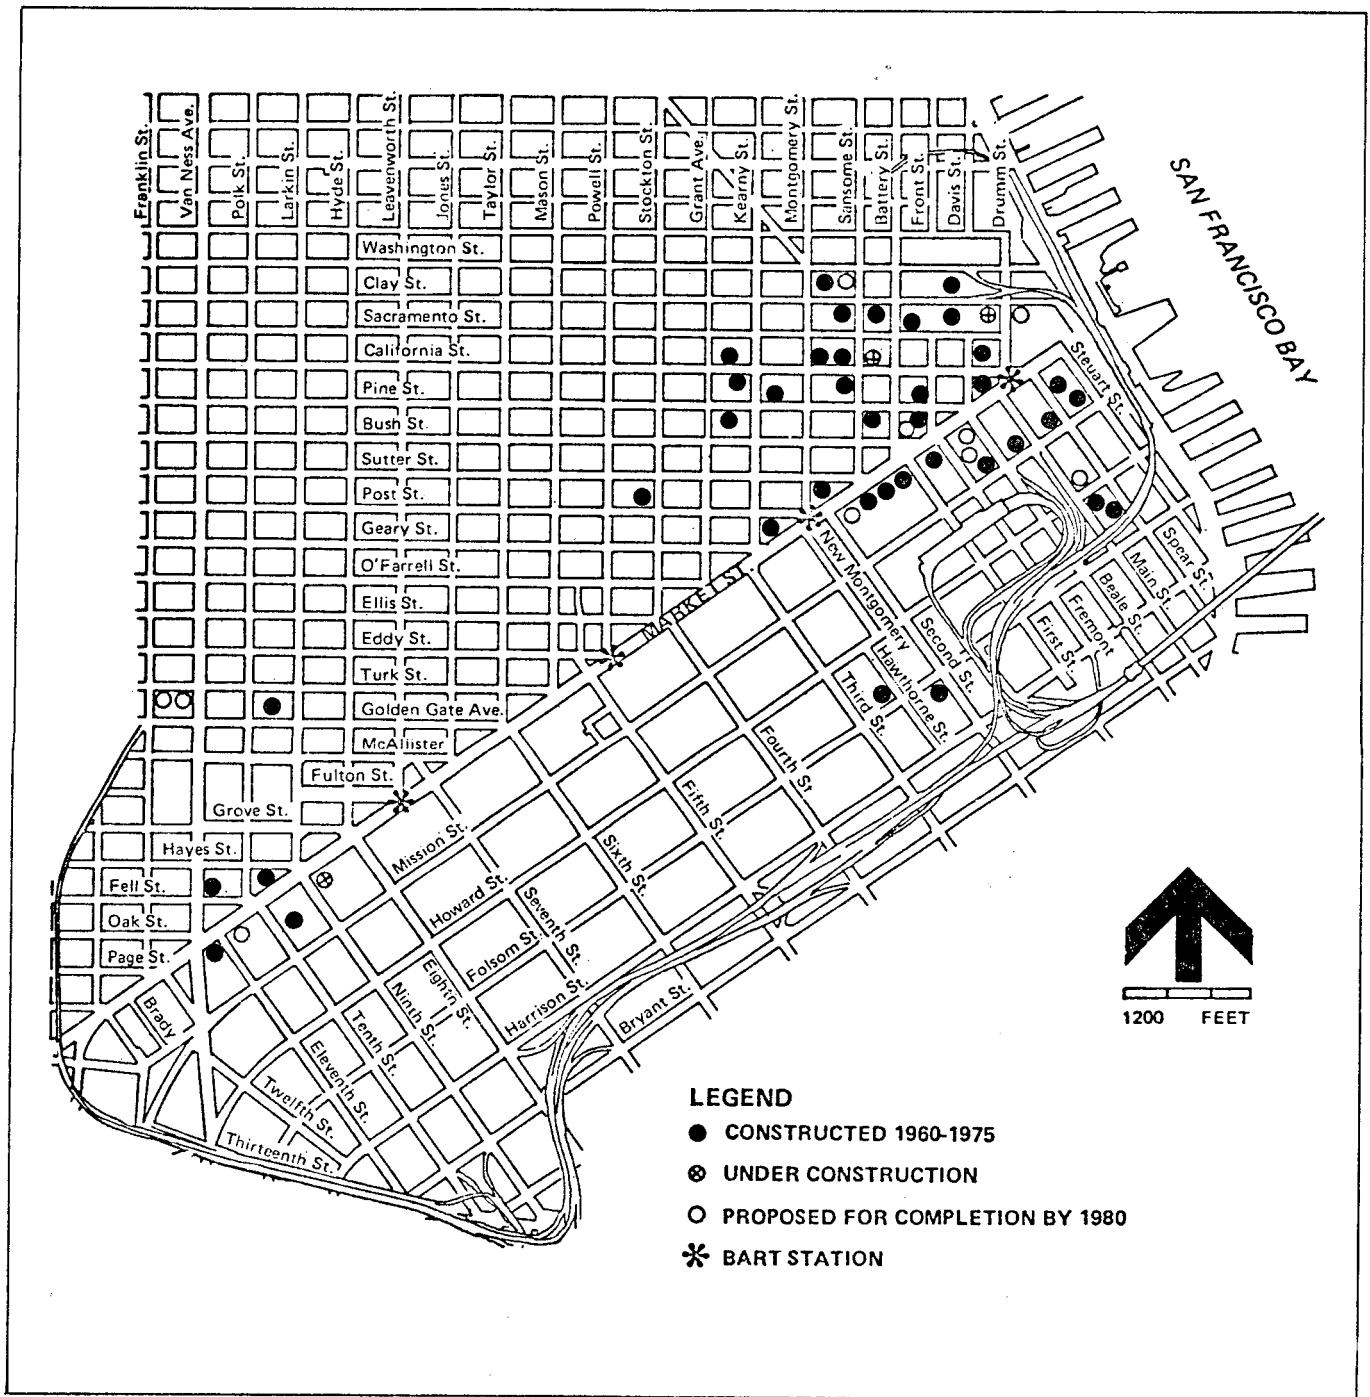 Franklin St.
Van Ness Ave.
Polk St.
Larkin St.
Hyde St.
Leavenworth St.
Jones St.
Taylor St.
Mason St.
Powell St.
Stockton St.
Grant Ave.
Kearny St.
Montgomery St.
Sansome St.
Battery St.
Front St.
Davis St.
Drumm St.
SAN FRANCISCO BAY
Washington St.
Clay St.
Sacramento St.
California St.
Pine St.
Bush St.
Sutter St.
Post St.
Geary St.
O'Farrell St.
Ellis St.
Eddy St.
Turk St.
Golden Gate Ave.
McAllister
Fulton St.
Grove St.
Hayes St.
Fell St.
Oak St.
Page St.
Brady
MARKET ST.
Steuart St.
Spear St.
Main St.
Beale St.
Fremont
First St.
Second St.
New Montgomery
Hawthorne St.
Third St.
Fourth St
Fifth St.
Sixth St.
Seventh St.
Eighth St.
Ninth St.
Tenth St.
Eleventh St.
Twelfth St.
Thirteenth St.
Mission St.
Howard St.
Folsom St.
Harrison St.
Bryant St.
1200 FEET
LEGEND
CONSTRUCTED 1960-1975
UNDER CONSTRUCTION
PROPOSED FOR COMPLETION BY 1980
BART STATION